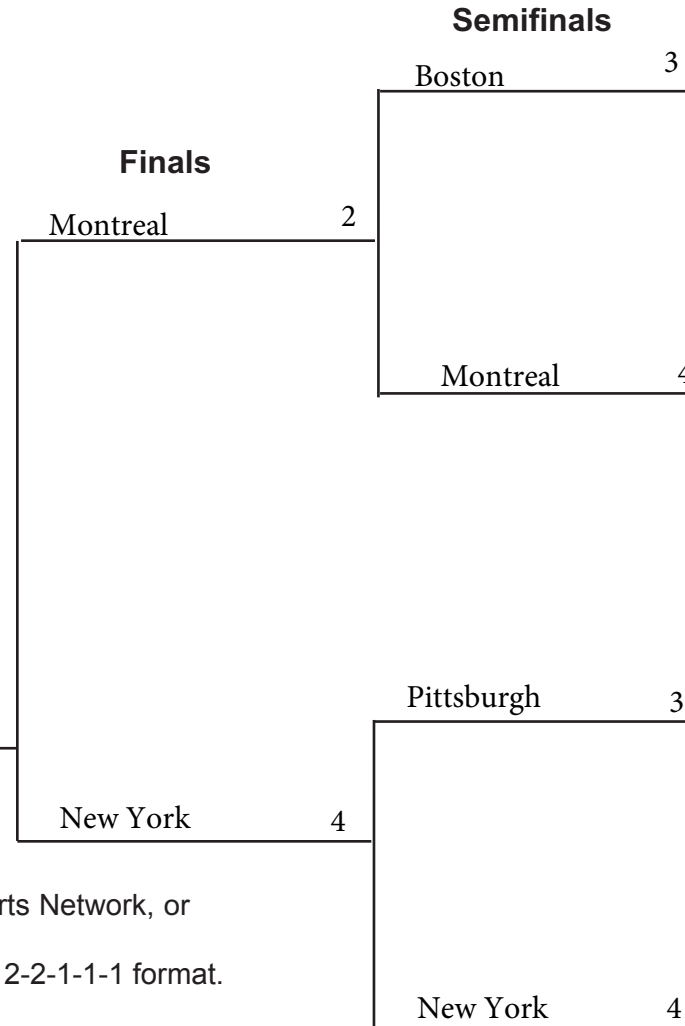 Semifinals
Boston 3
Finals
Montreal 2
Montreal 4
Pittsburgh 3
New York 4
Network, or
2-2-1-1-1 format.
New York 4